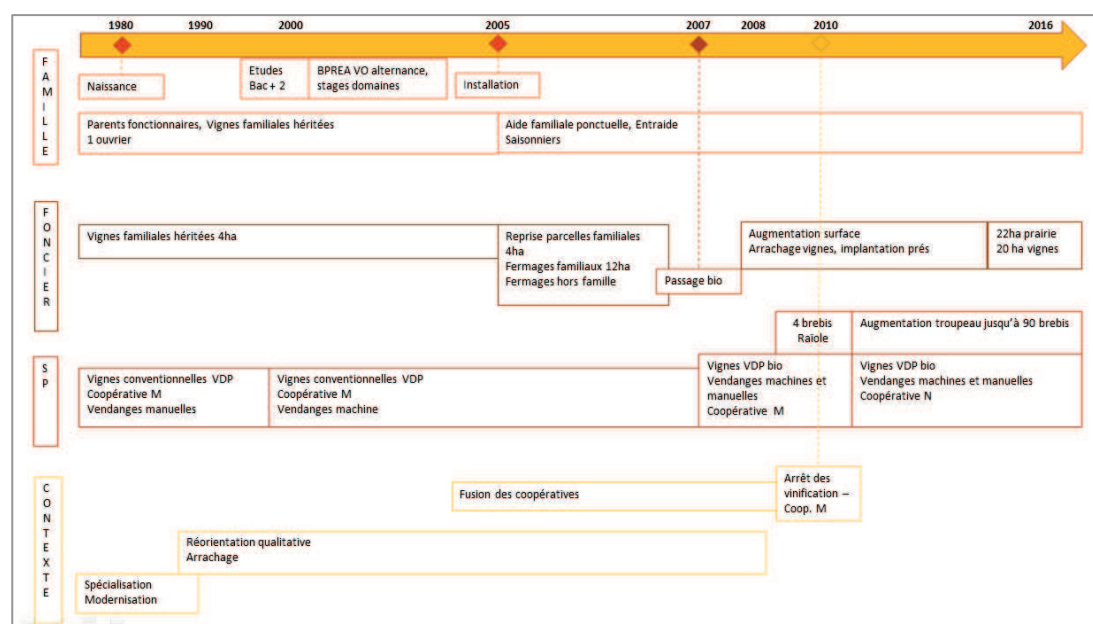 1980 1990 2000 2005 2007 2008 2010 2016
FAMILLE
Naissance
Etudes
Bac + 2
BPREA VO alternance,
stages domaines
Installation
Parents fonctionnaires, Vignes familiales héritées
1 ouvrier
Aide familiale ponctuelle, Entraide
Saisonniers
FONCIER
Vignes familiales héritées 4ha
Reprise parcelles familiales
4ha
Fermages familiaux 12ha
Fermages hors famille
Passage bio
Augmentation surface
Arrachage vignes, implantation prés
22ha prairie
20 ha vignes
SP
4 brebis
Raïole
Augmentation troupeau jusqu'à 90 brebis
Vignes conventionnelles VDP
Coopérative M
Vendanges manuelles
Vignes conventionnelles VDP
Coopérative M
Vendanges machine
Vignes VDP bio
Vendanges machines et
manuelles
Coopérative M
Vignes VDP bio
Vendanges machines et manuelles
Coopérative N
CONTEXTE
Fusion des coopératives
Arrêt des
vinification –
Coop. M
Réorientation qualitative
Arrachage
Spécialisation
Modernisation